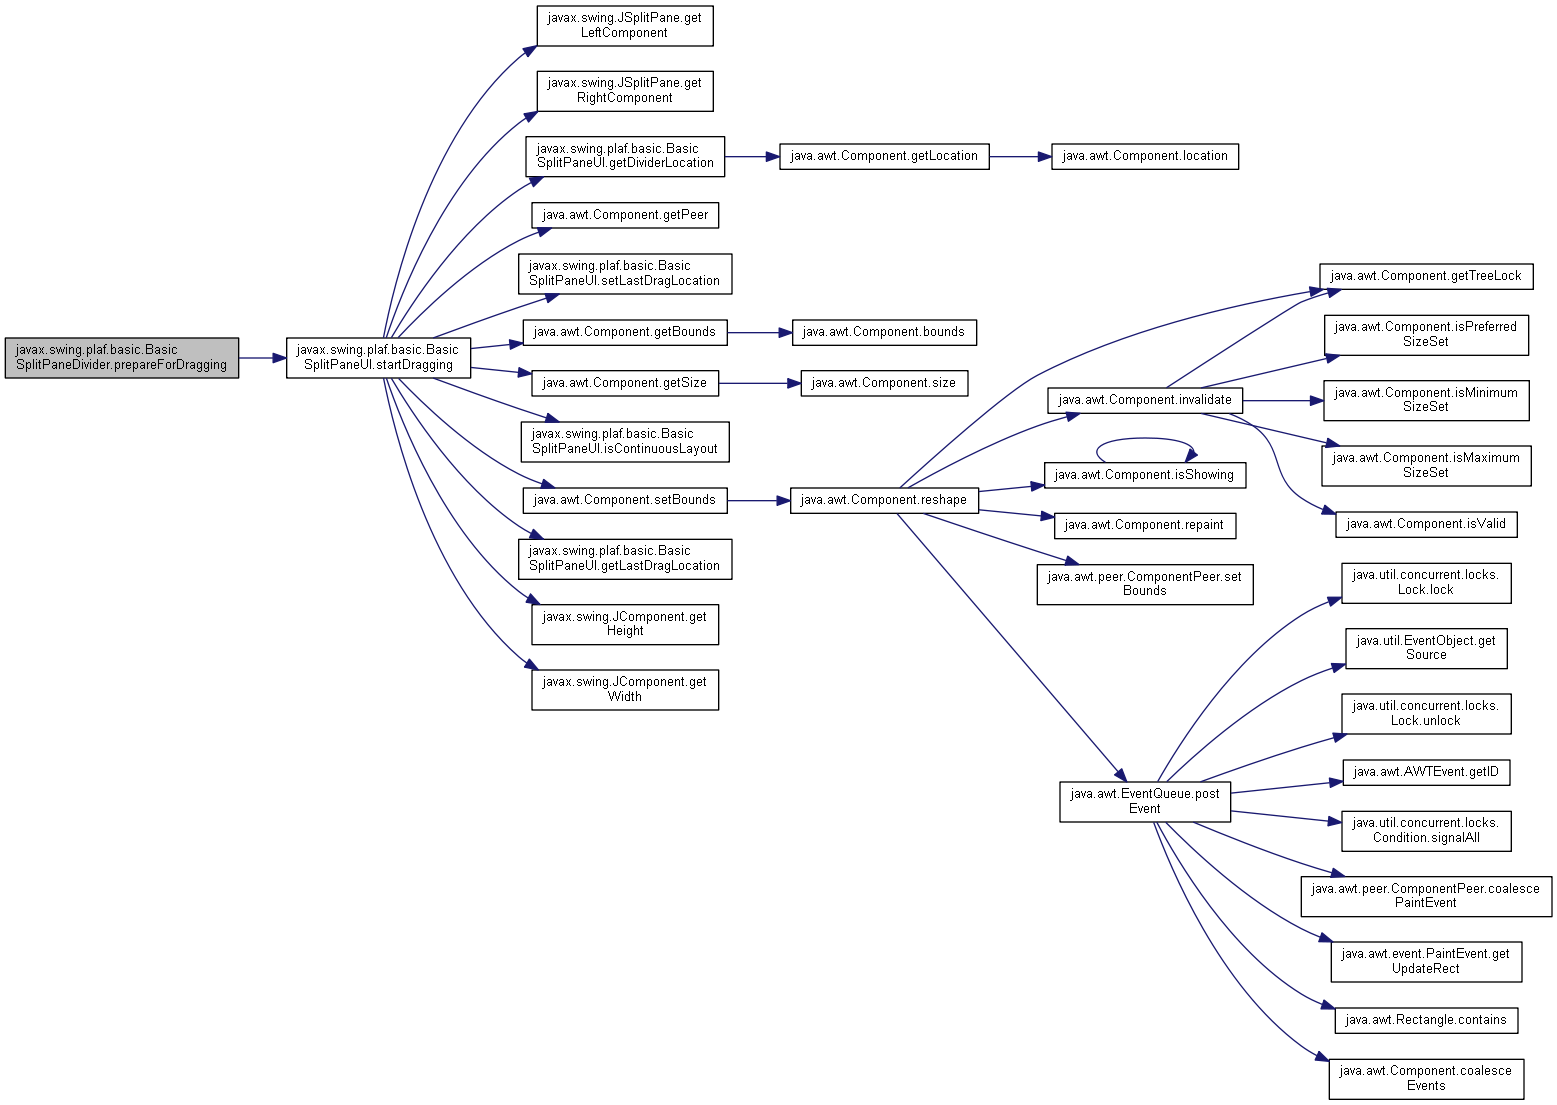 javax.swing.plaf.basic.Basic
SplitPaneDivider.prepareForDragging
javax.swing.plaf.basic.Basic
SplitPaneUI.startDragging
javax.swing.JSplitPane.get
LeftComponent
javax.swing.JSplitPane.get
RightComponent
javax.swing.plaf.basic.Basic
SplitPaneUI.getDividerLocation
java.awt.Component.getPeer
javax.swing.plaf.basic.Basic
SplitPaneUI.setLastDragLocation
java.awt.Component.getBounds
java.awt.Component.getSize
javax.swing.plaf.basic.Basic
SplitPaneUI.isContinuousLayout
java.awt.Component.setBounds
javax.swing.plaf.basic.Basic
SplitPaneUI.getLastDragLocation
javax.swing.JComponent.get
Height
javax.swing.JComponent.get
Width
java.awt.Component.getLocation
java.awt.Component.bounds
java.awt.Component.size
java.awt.Component.reshape
java.awt.Component.location
java.awt.Component.invalidate
java.awt.Component.isShowing
java.awt.Component.repaint
java.awt.peer.ComponentPeer.set
Bounds
java.awt.EventQueue.post
Event
java.awt.Component.getTreeLock
java.awt.Component.isPreferred
SizeSet
java.awt.Component.isMinimum
SizeSet
java.awt.Component.isMaximum
SizeSet
java.awt.Component.isValid
java.util.concurrent.locks.
Lock.lock
java.util.EventObject.get
Source
java.util.concurrent.locks.
Lock.unlock
java.awt.AWTEvent.getID
java.util.concurrent.locks.
Condition.signalAll
java.awt.peer.ComponentPeer.coalesce
PaintEvent
java.awt.event.PaintEvent.get
UpdateRect
java.awt.Rectangle.contains
java.awt.Component.coalesce
Events